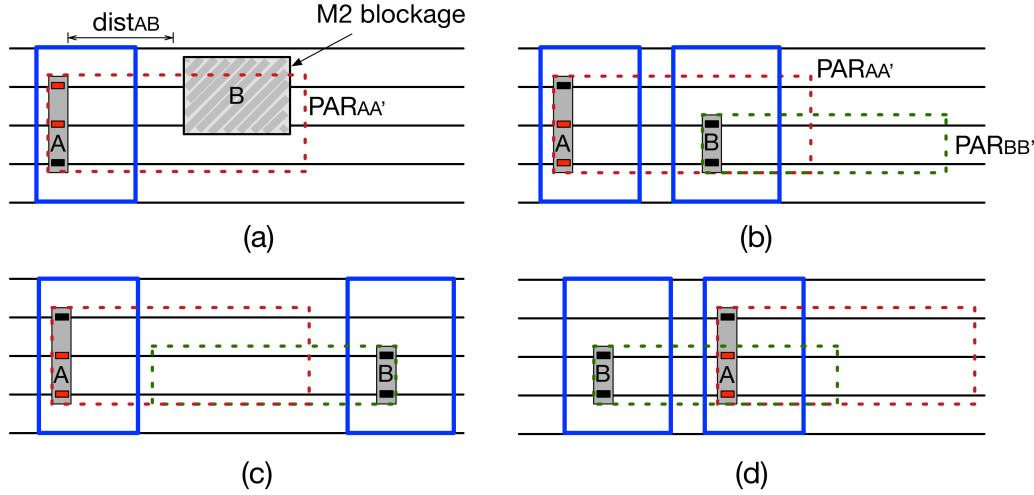 distAB
M2 blockage
A
B
PARAA'
(a)
A
B
PARAA'
PARBB'
(b)
A
B
(c)
B
A
(d)